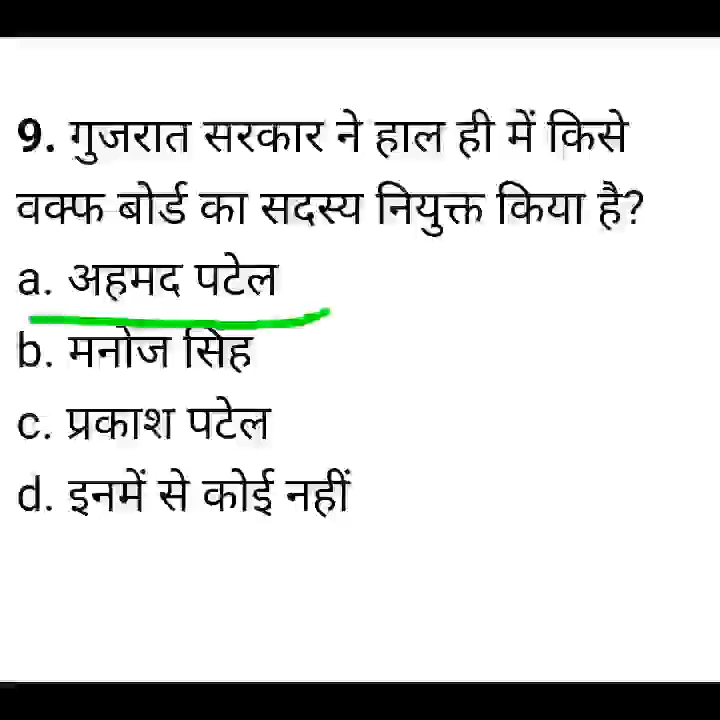 9. गुजरात सरकार ने हाल ही में किसे
वक्फ बोर्ड का सदस्य नियुक्त किया है?
a. अहमद पटेल
b. मनोज सिंह
c. प्रकाश पटेल
d. इनमें से कोई नहीं